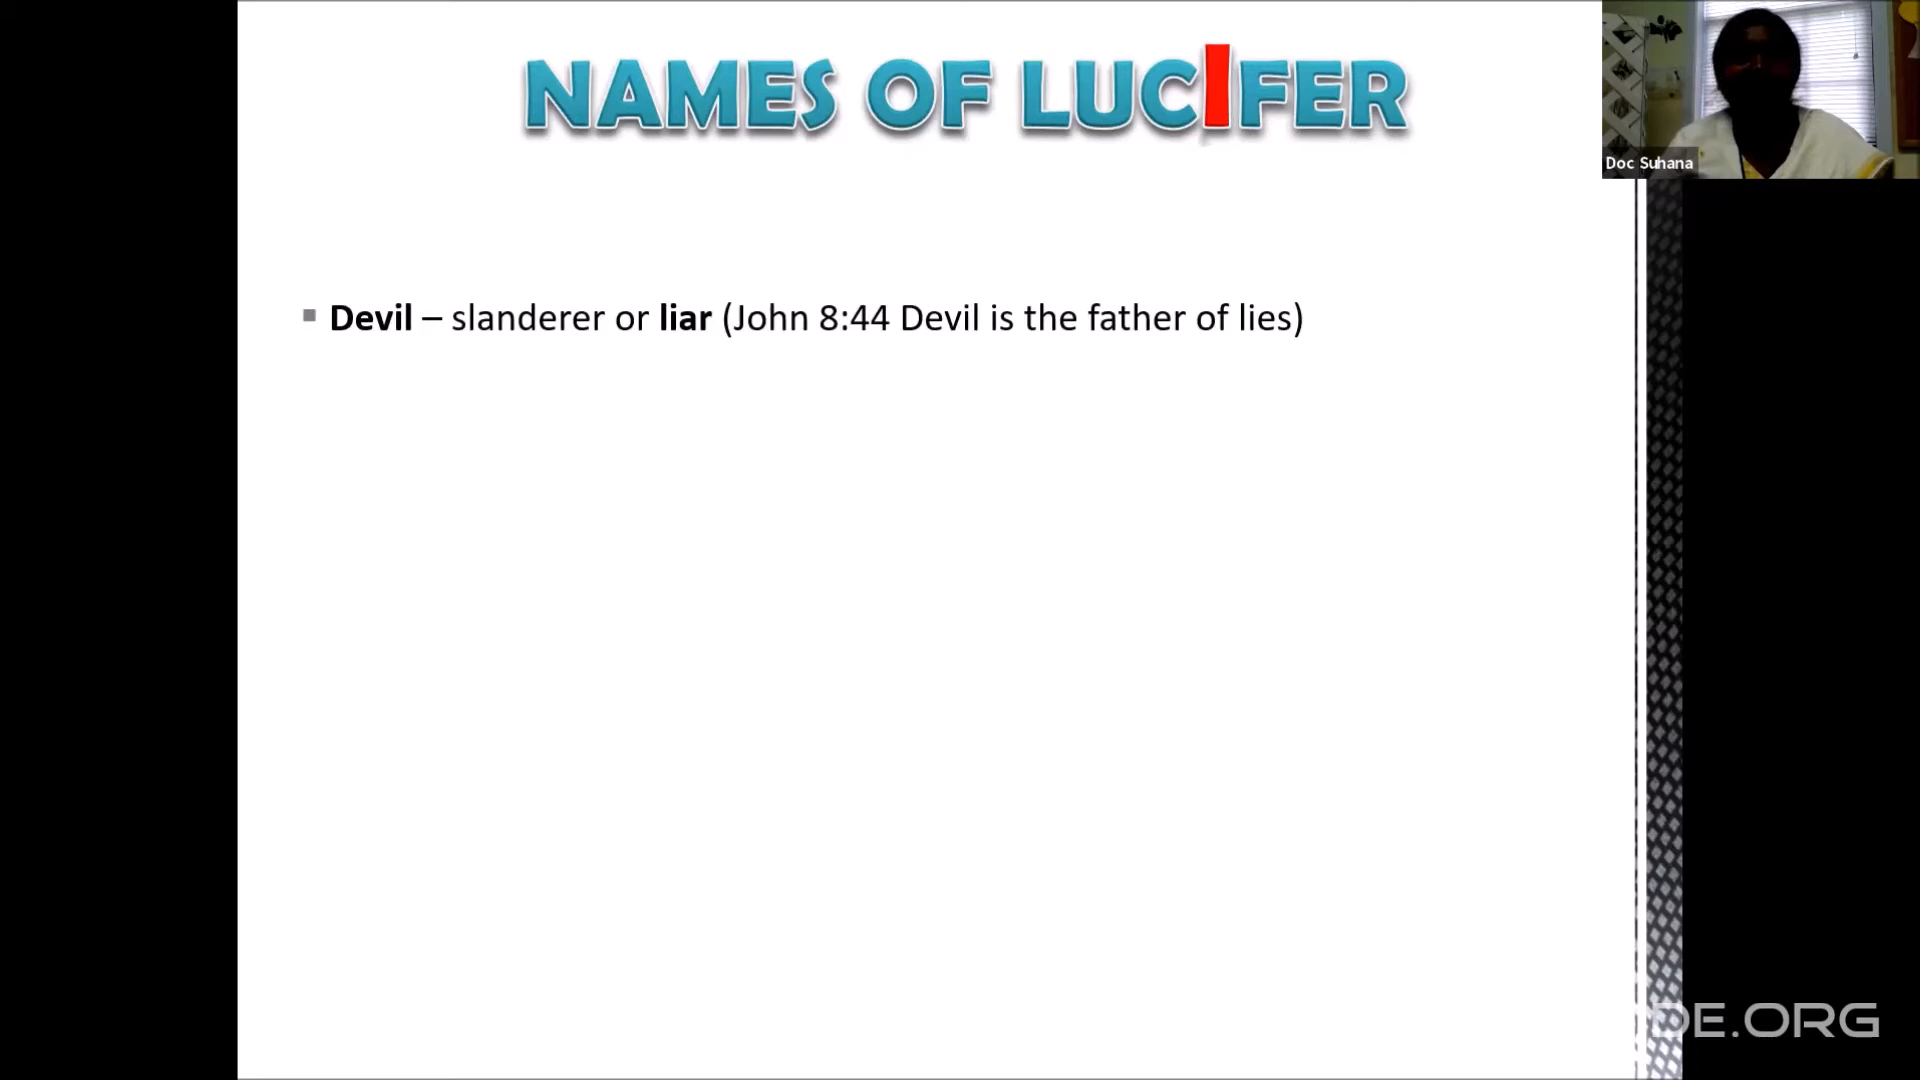 NAMES OF LUCIFER
Doc Suhana
▪ Devil – slanderer or liar (John 8:44 Devil is the father of lies)
DE.ORG